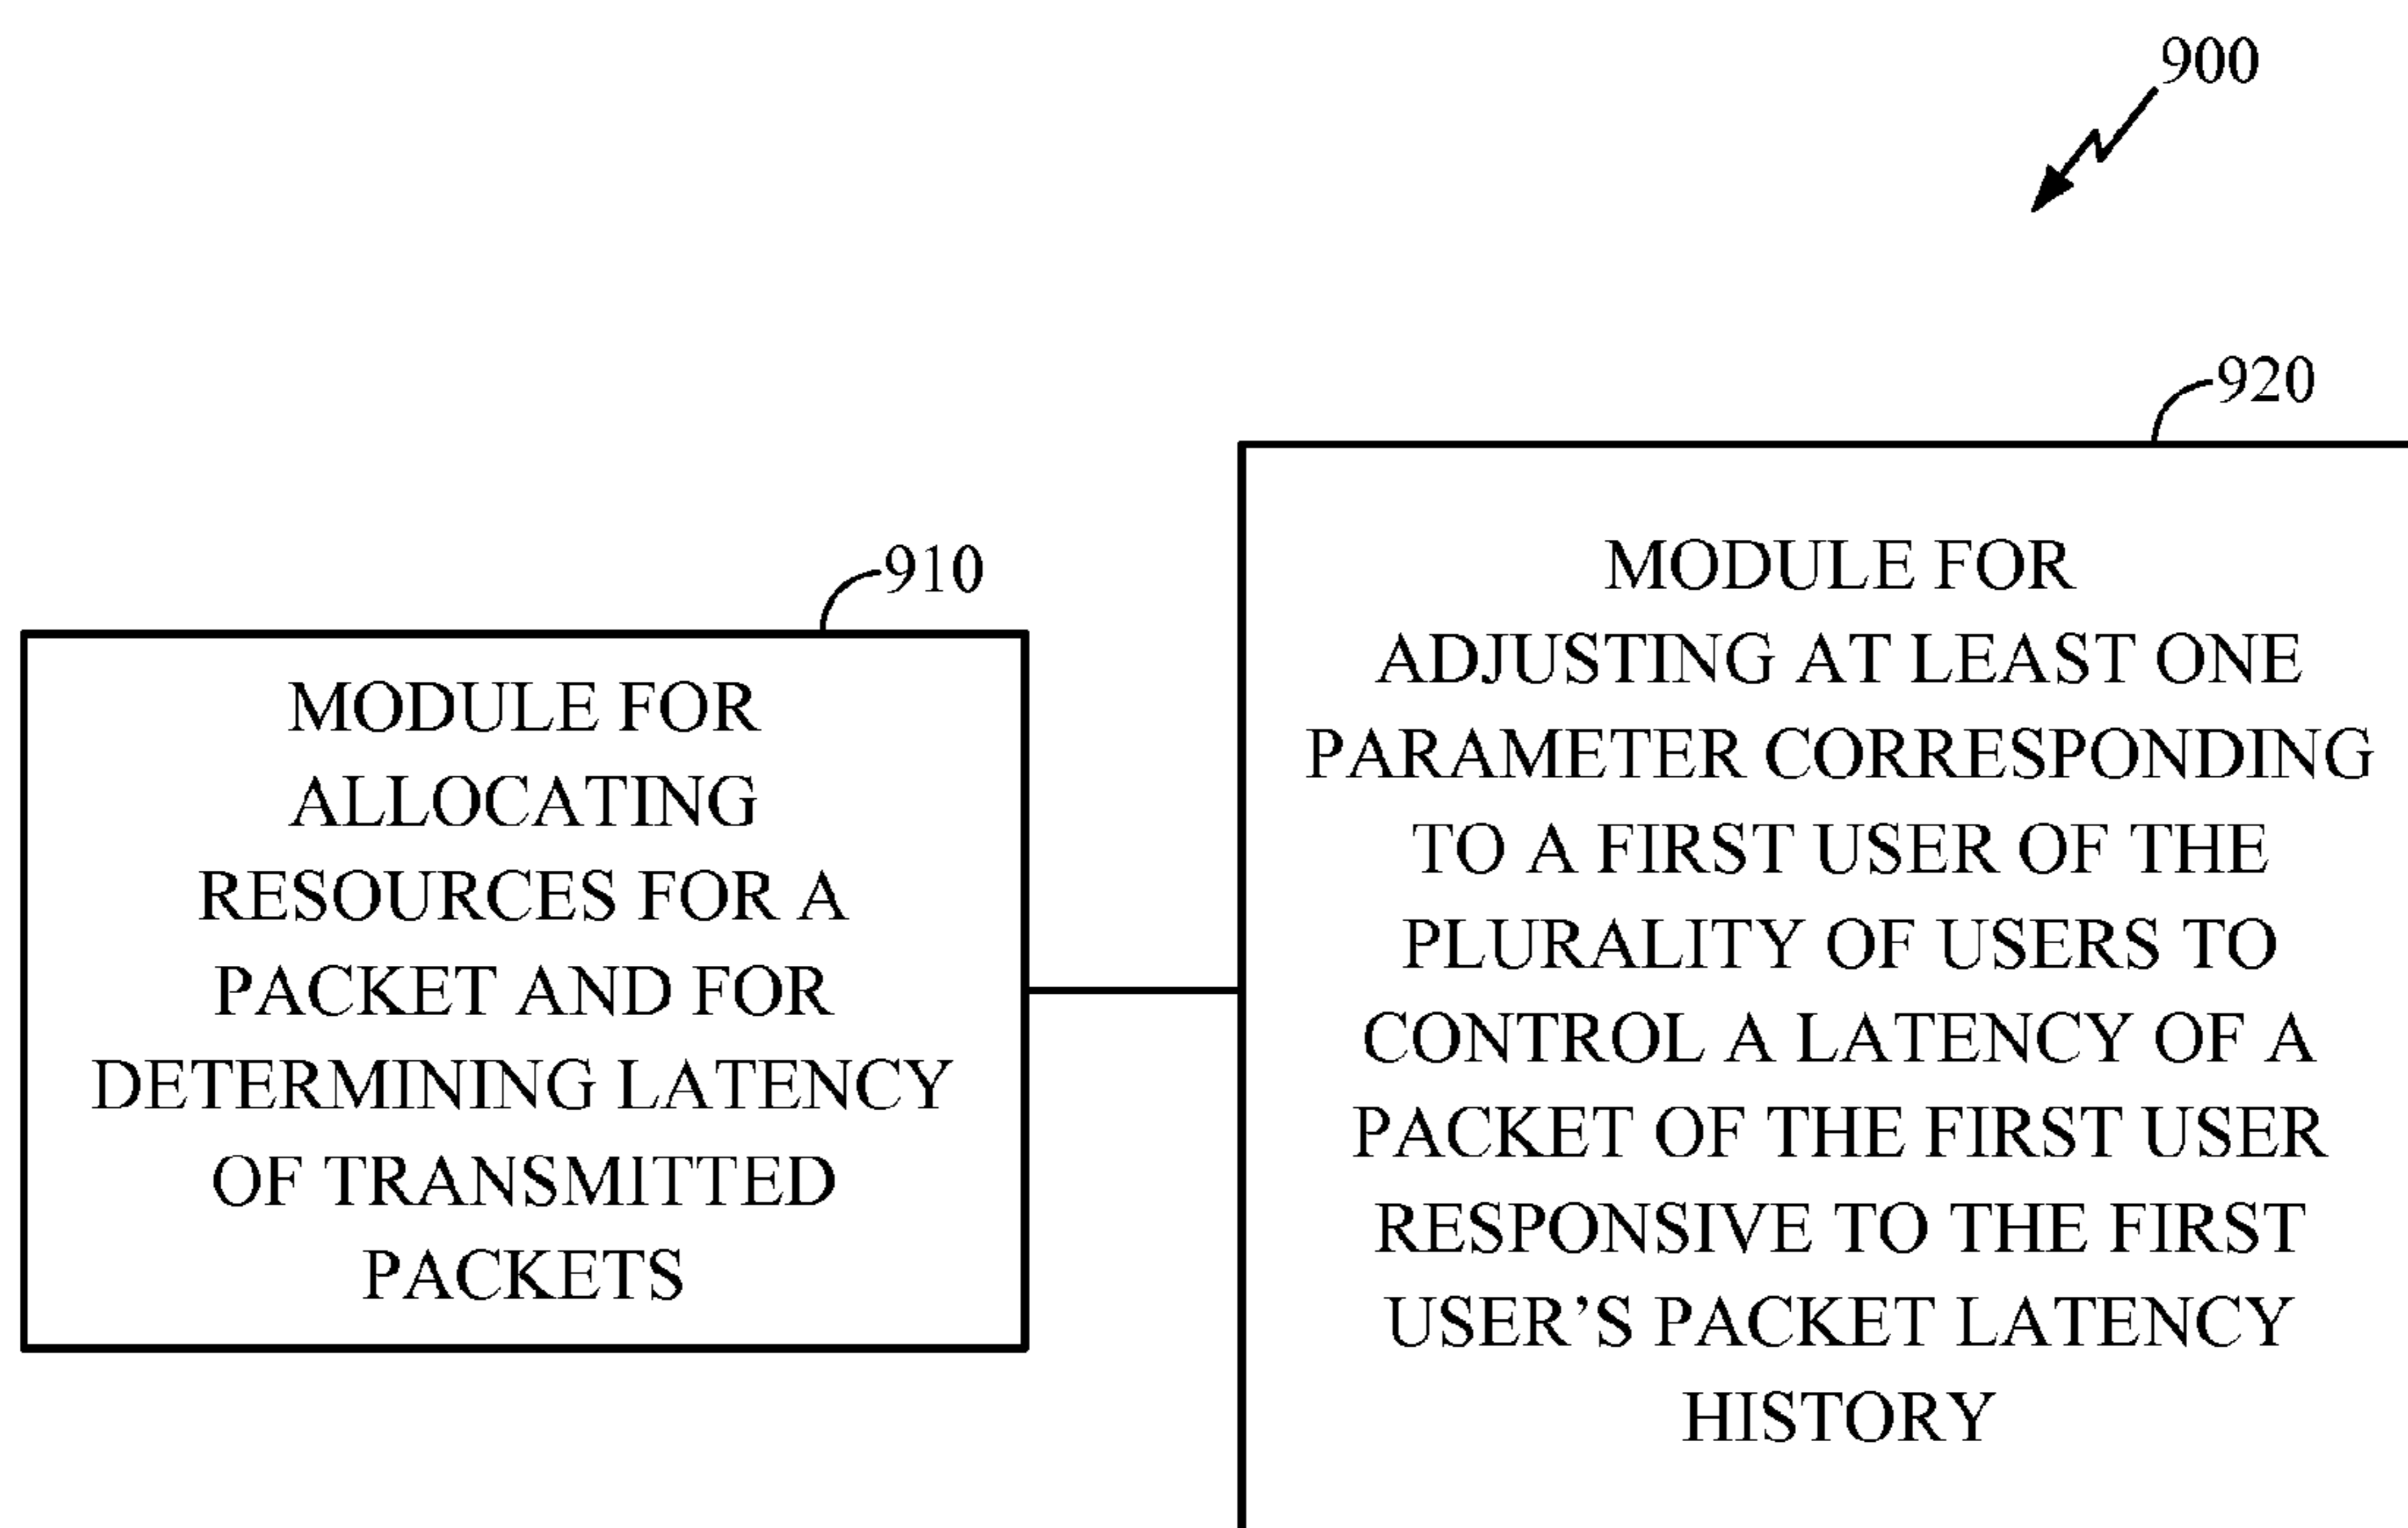 900
920
910
MODULE FOR
ALLOCATING
RESOURCES FOR A
PACKET AND FOR
DETERMINING LATENCY
OF TRANSMITTED
PACKETS
MODULE FOR
ADJUSTING AT LEAST ONE
PARAMETER CORRESPONDING
TO A FIRST USER OF THE
PLURALITY OF USERS TO
CONTROL A LATENCY OF A
PACKET OF THE FIRST USER
RESPONSIVE TO THE FIRST
USER’S PACKET LATENCY
HISTORY